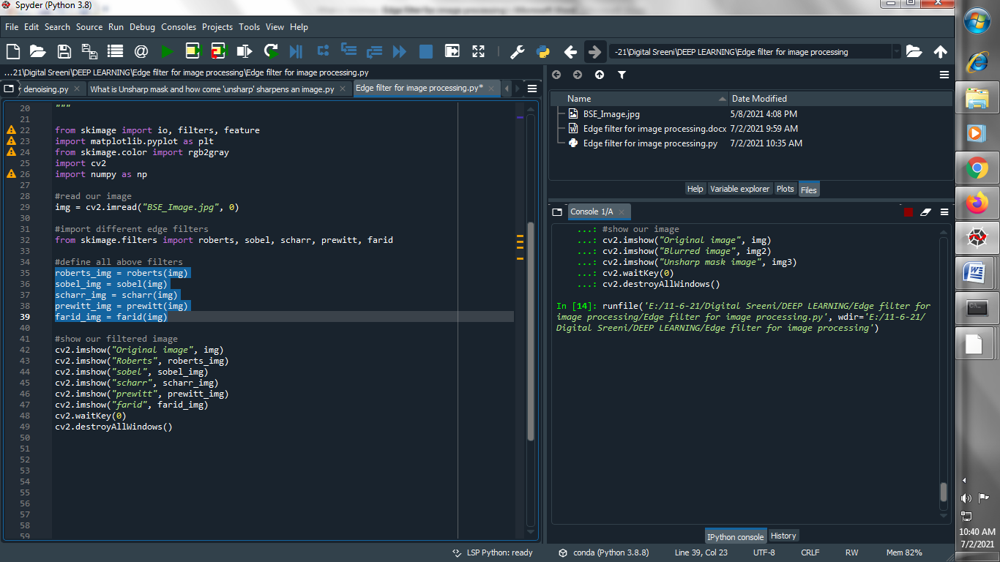 Spyder (Python 3.8)
File Edit Search Source Run Debug Consoles Projects Tools View Help
-21\Digital Sreeni\DEEP LEARNING\Edge filter for image processing
...21\Digital Sreeni\DEEP LEARNING\Edge filter for image processing\Edge filter for image processing.py
denoising.py What is Unsharp mask and how come 'unsharp' sharpens an image.py Edge filter for image processing.py*
20 """
21
22 from skimage import io, filters, feature
23 import matplotlib.pyplot as plt
24 from skimage.color import rgb2gray
25 import cv2
26 import numpy as np
27
28 #read our image
29 img = cv2.imread("BSE_Image.jpg", 0)
30
31 #import different edge filters
32 from skimage.filters import roberts, sobel, scharr, prewitt, farid
33
34 #define all above filters
35 roberts_img = roberts(img)
36 sobel_img = sobel(img)
37 scharr_img = scharr(img)
38 prewitt_img = prewitt(img)
39 farid_img = farid(img)
40
41 #show our filtered image
42 cv2.imshow("Original image", img)
43 cv2.imshow("Roberts", roberts_img)
44 cv2.imshow("sobel", sobel_img)
45 cv2.imshow("scharr", scharr_img)
46 cv2.imshow("prewitt", prewitt_img)
47 cv2.imshow("farid", farid_img)
48 cv2.waitKey(0)
49 cv2.destroyAllWindows()
50
51
52
53
54
55
56
57
58
59
Name Date Modified
BSE_Image.jpg 5/8/2021 4:08 PM
Edge filter for image processing.docx 7/2/2021 9:59 AM
Edge filter for image processing.py 7/2/2021 10:35 AM
Help Variable explorer Plots Files
Console 1/A
...: #show our image
...: cv2.imshow("Original image", img)
...: cv2.imshow("Blurred image", img2)
...: cv2.imshow("Unsharp mask image", img3)
...: cv2.waitKey(0)
...: cv2.destroyAllWindows()
In [14]: runfile('E:/11-6-21/Digital Sreeni/DEEP LEARNING/Edge filter for
image processing/Edge filter for image processing.py', wdir='E:/11-6-21/
Digital Sreeni/DEEP LEARNING/Edge filter for image processing')
IPython console History
LSP Python: ready conda (Python 3.8.8) Line 39, Col 23 UTF-8 CRLF RW Mem 82%
10:40 AM
7/2/2021